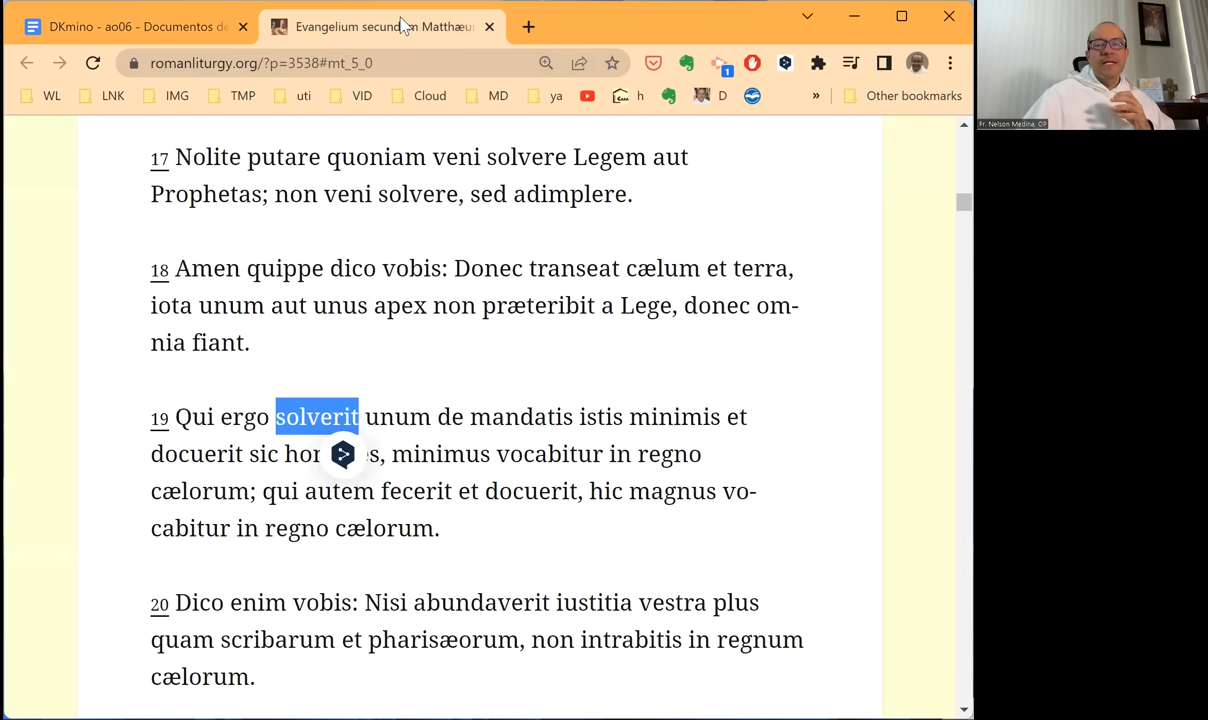 DKmino - ao06 - Documentos de
Evangelium secundum Matthæu
romanliturgy.org/?p=3538#mt_5_0
1
WL LNK IMG TMP uti VID Cloud MD ya h D » Other bookmarks
Fr. Nelson Medina, OP
17 Nolite putare quoniam veni solvere Legem aut
Prophetas; non veni solvere, sed adimplere.
18 Amen quippe dico vobis: Donec transeat cælum et terra,
iota unum aut unus apex non præteribit a Lege, donec om-
nia fiant.
19 Qui ergo solverit unum de mandatis istis minimis et
docuerit sic hom es, minimus vocabitur in regno
cælorum; qui autem fecerit et docuerit, hic magnus vo-
cabitur in regno cælorum.
20 Dico enim vobis: Nisi abundaverit iustitia vestra plus
quam scribarum et pharisæorum, non intrabitis in regnum
cælorum.